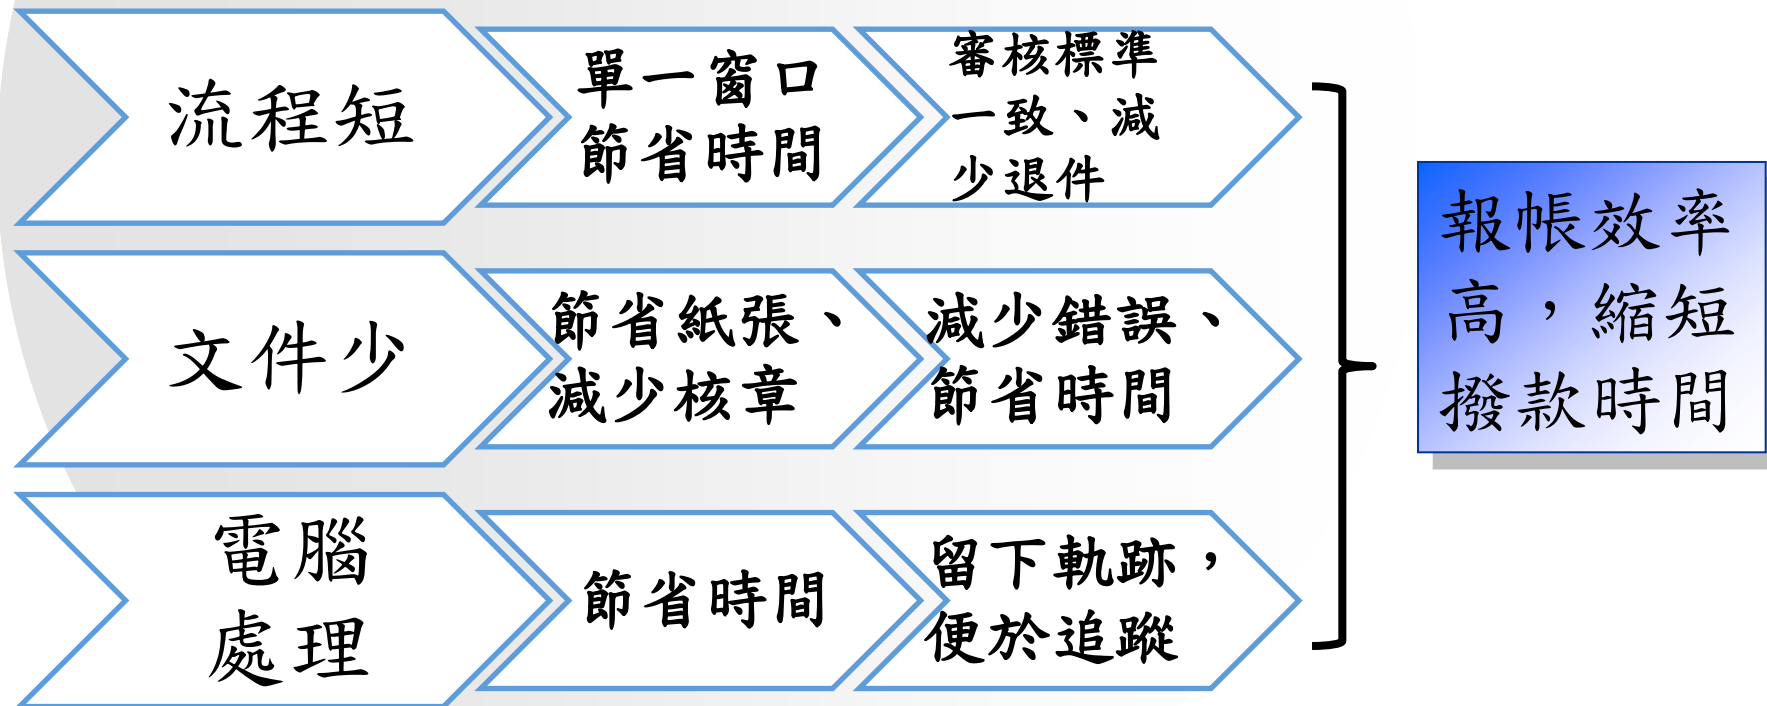 流程短
單一窗口
節省時間
審核標準
一致、減
少退件
文件少
節省紙張、
減少核章
減少錯誤、
節省時間
電腦
處理
節省時間
留下軌跡，
便於追蹤
報帳效率
高，縮短
撥款時間